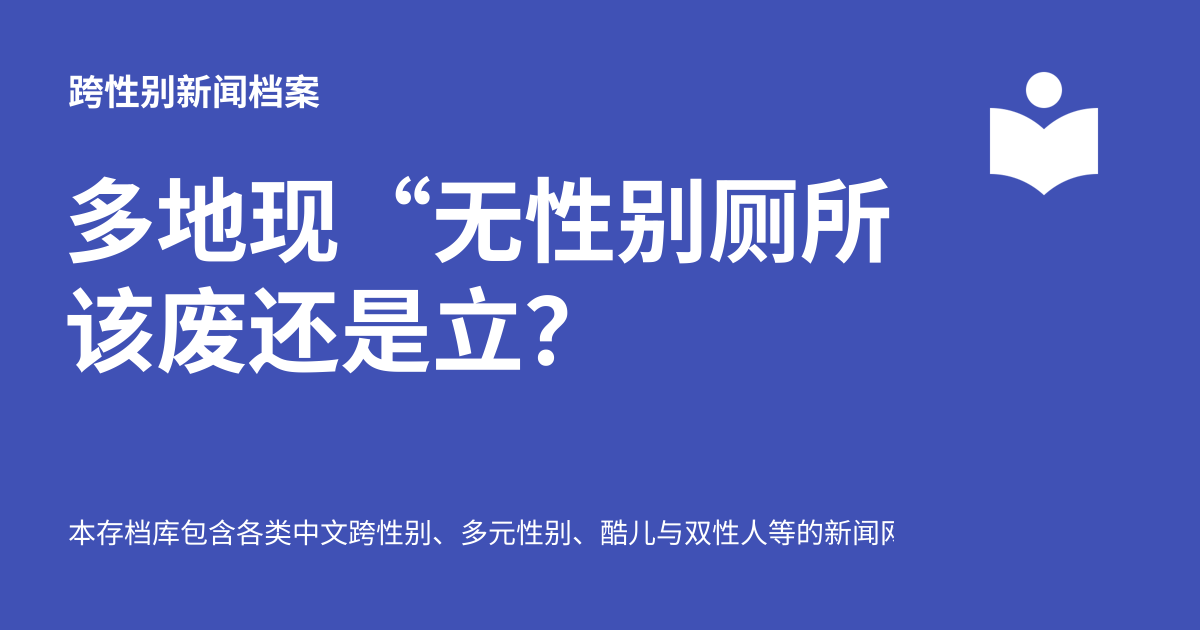 跨性别新闻档案
多地现“无性别厕所
该废还是立？
本存档库包含各类中文跨性别、多元性别、酷儿与双性人等的新闻